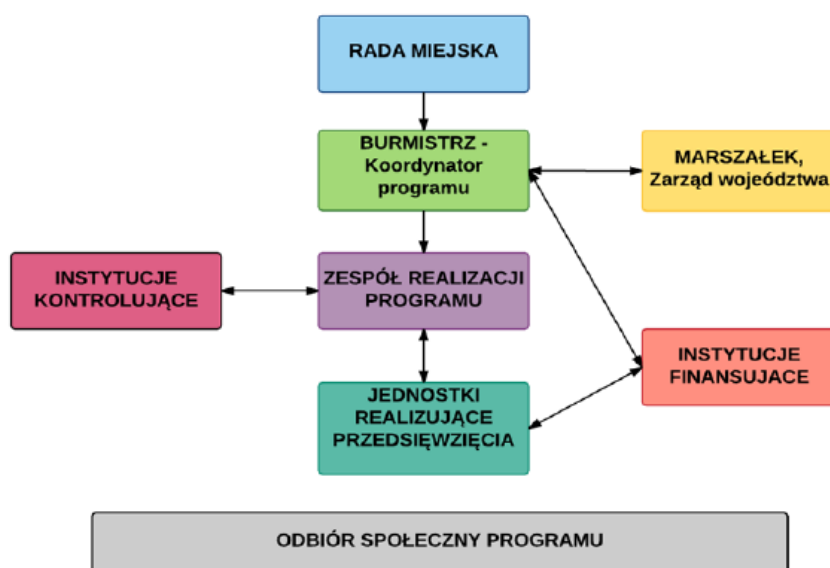 RADA MIEJSKA
BURMISTRZ -
Koordynator
programu
MARSZAŁEK,
Zarząd wojeództwa
INSTYTUCJE
KONTROLUJĄCE
ZESPÓŁ REALIZACJI
PROGRAMU
INSTYTUCJE
FINANSUJACE
JEDNOSTKI
REALIZUJĄCE
PRZEDSIĘWZIĘCIA
ODBIÓR SPOŁECZNY PROGRAMU